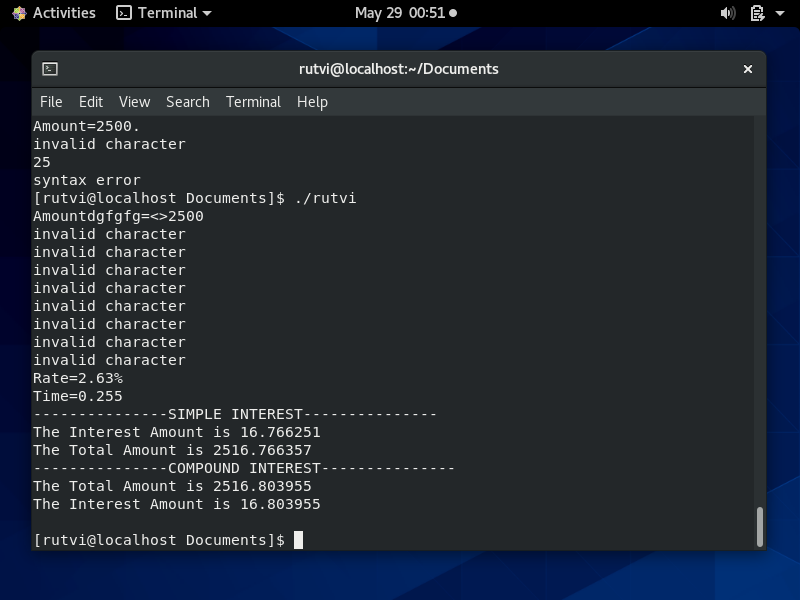 Activities Terminal May 29 00:51
rutvi@localhost:~/Documents
File Edit View Search Terminal Help
Amount=2500.
invalid character
25
syntax error
[rutvi@localhost Documents]$ ./rutvi
Amountdgfgfg=<>2500
invalid character
invalid character
invalid character
invalid character
invalid character
invalid character
invalid character
invalid character
Rate=2.63%
Time=0.255
---------------SIMPLE INTEREST---------------
The Interest Amount is 16.766251
The Total Amount is 2516.766357
---------------COMPOUND INTEREST---------------
The Total Amount is 2516.803955
The Interest Amount is 16.803955
[rutvi@localhost Documents]$